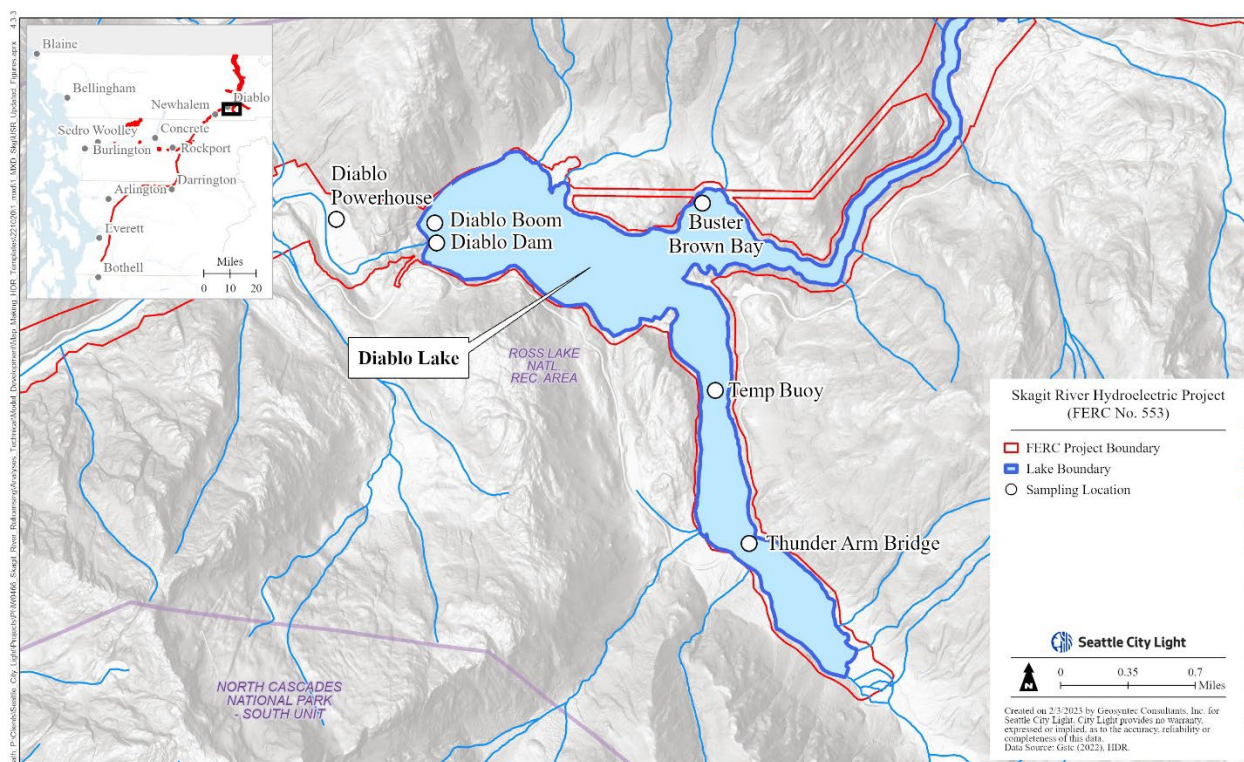 Blaine
Bellingham
Newhalem
Diablo
Sedro Woolley
Concrete
Burlington
Rockport
Arlington
Darrington
Everett
Bothell
Miles
0 10 20
Diablo
Powerhouse
Diablo Boom
Diablo Dam
Buster
Brown Bay
Diablo Lake
ROSS LAKE
NATL
REC. AREA
Temp Buoy
Thunder Arm Bridge
NORTH CASCADES
NATIONAL PARK
- SOUTH UNIT
Skagit River Hydroelectric Project
(FERC No. 553)
FERC Project Boundary
Lake Boundary
Sampling Location
Seattle City Light
N
0 0.35 0.7
Miles
Created on 2/3/2023 by Geosyntec Consultants, Inc. for
Seattle City Light. City Light provides no warranty,
expressed or implied, as to the accuracy, reliability or
completeness of this data.
Data Source: Gstc (2022), HDR.